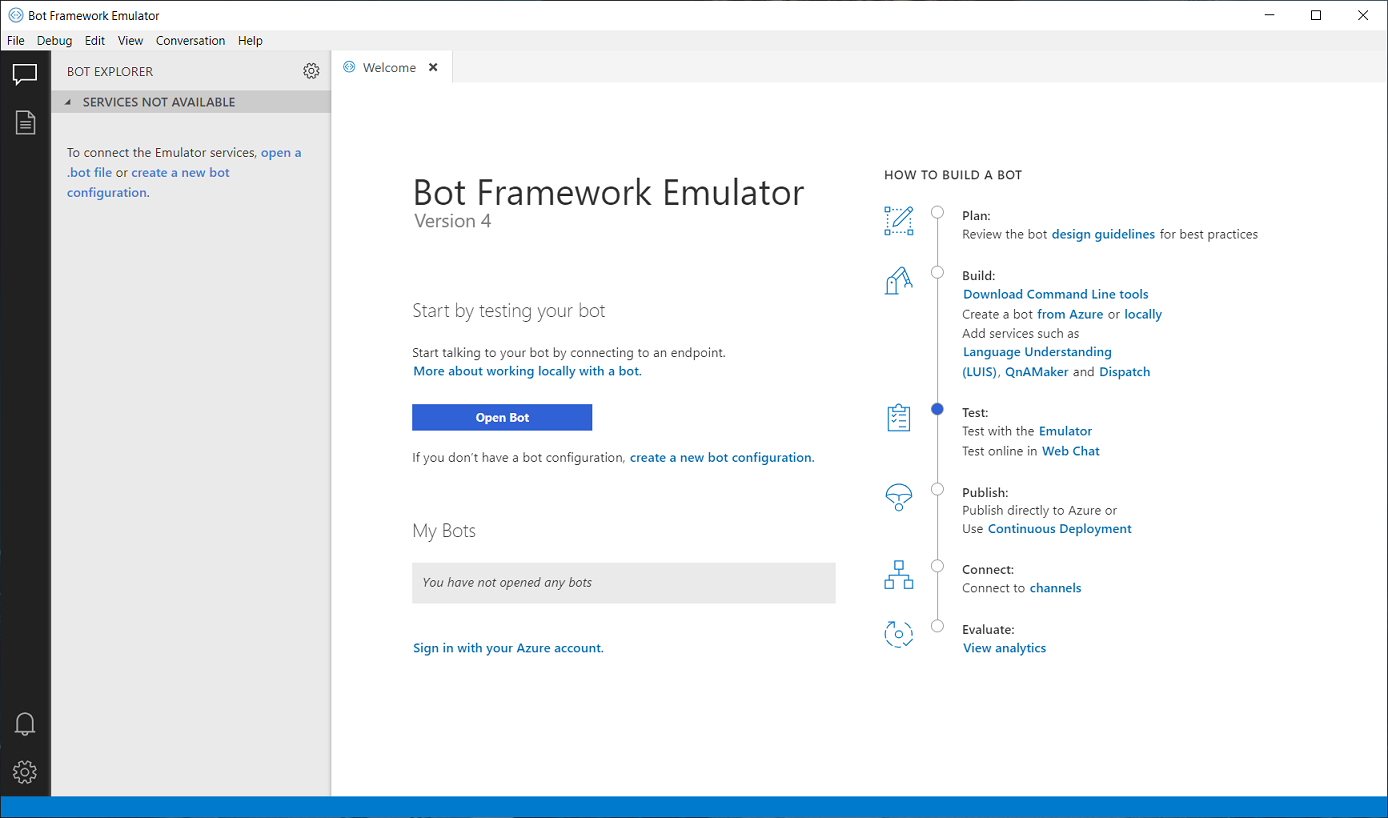 Bot Framework Emulator
File Debug Edit View Conversation Help
BOT EXPLORER
SERVICES NOT AVAILABLE
To connect the Emulator services, open a
.bot file or create a new bot
configuration.
Welcome
Bot Framework Emulator
Version 4
Start by testing your bot
Start talking to your bot by connecting to an endpoint.
More about working locally with a bot.
Open Bot
If you don't have a bot configuration, create a new bot configuration.
My Bots
You have not opened any bots
Sign in with your Azure account.
HOW TO BUILD A BOT
Plan:
Review the bot design guidelines for best practices
Build:
Download Command Line tools
Create a bot from Azure or locally
Add services such as
Language Understanding
(LUIS), QnAMaker and Dispatch
Test:
Test with the Emulator
Test online in Web Chat
Publish:
Publish directly to Azure or
Use Continuous Deployment
Connect:
Connect to channels
Evaluate:
View analytics